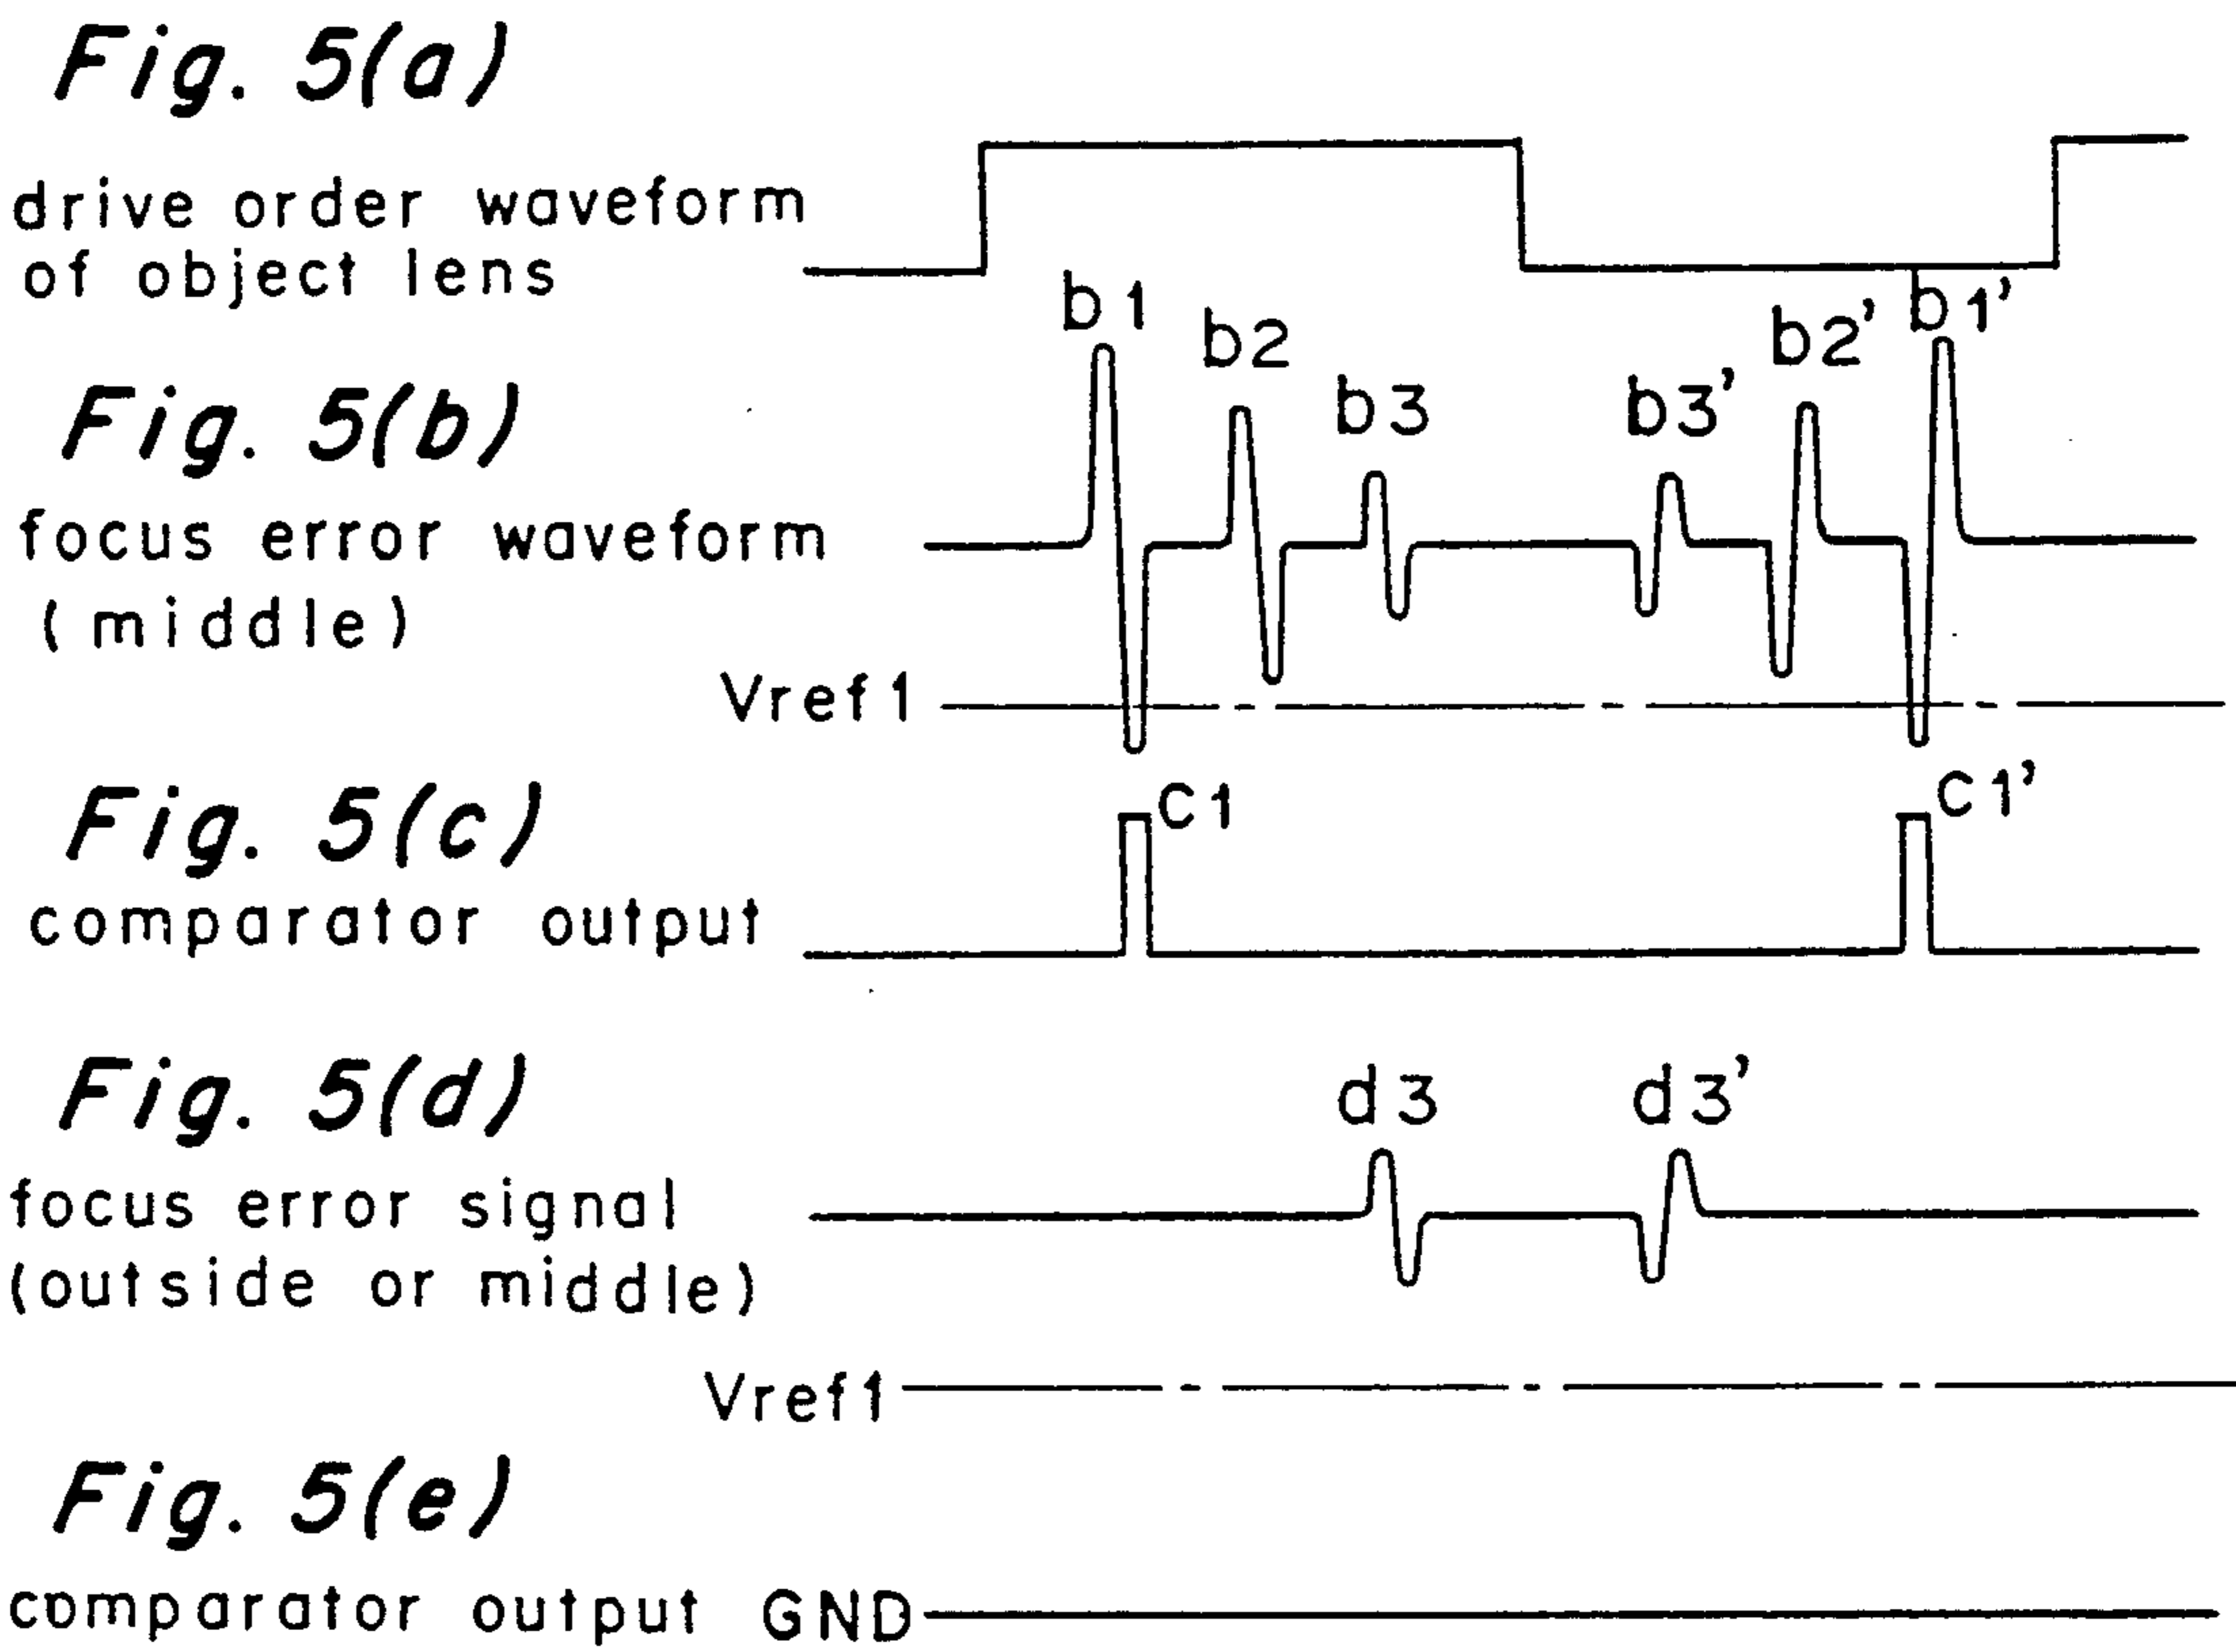 Fig. 5(a)
drive order waveform
of object lens
b1
b2
b3
b3’
b2’
b1’
Fig. 5(b)
focus error waveform
(middle)
Vref1
Fig. 5(c)
comparator output
c1
c1’
Fig. 5(d)
focus error signal
(outside or middle)
d3
d3’
Vref1
Fig. 5(e)
comparator output GND